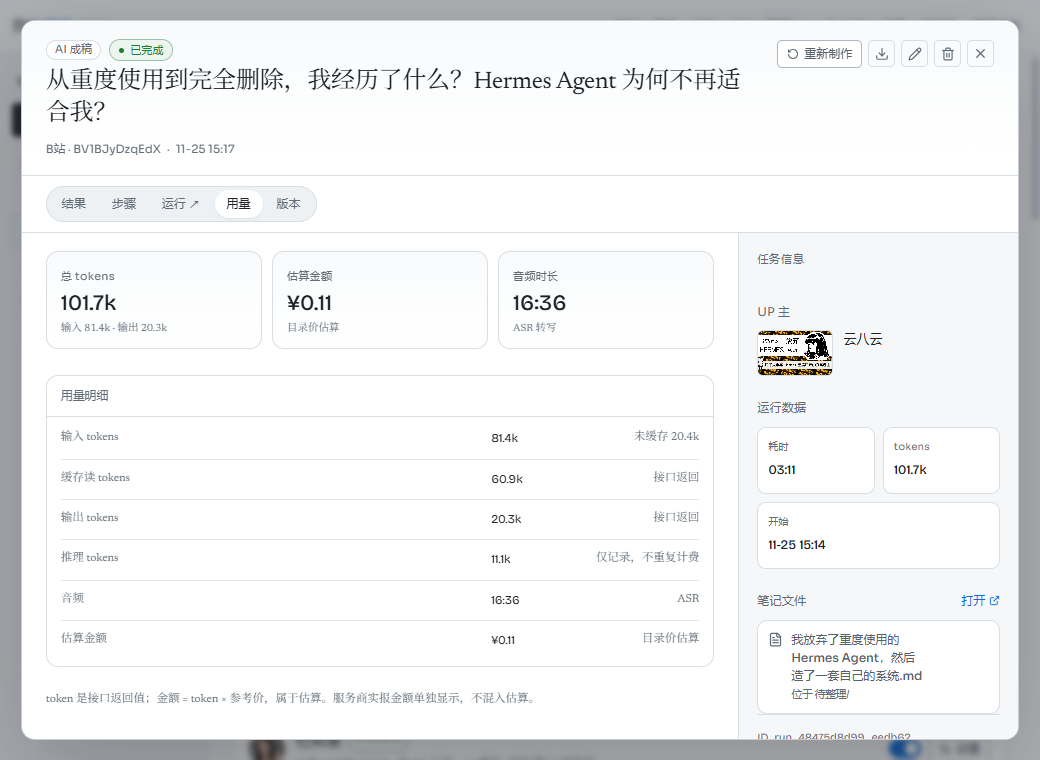 AI 成稿
已完成
重新制作
从重度使用到完全删除，我经历了什么？Hermes Agent 为何不再适
合我？
B站 · BV1BJyDzqEdX · 11-25 15:17
结果 步骤 运行 ↗ 用量 版本
总 tokens
101.7k
输入 81.4k · 输出 20.3k
估算金额
¥0.11
目录价估算
音频时长
16:36
ASR 转写
用量明细
输入 tokens 81.4k 未缓存 20.4k
缓存读 tokens 60.9k 接口返回
输出 tokens 20.3k 接口返回
推理 tokens 11.1k 仅记录，不重复计费
音频 16:36 ASR
估算金额 ¥0.11 目录价估算
token 是接口返回值；金额 = token × 参考价，属于估算。服务商实报金额单独显示，不混入估算。
任务信息
UP 主
云八云
运行数据
耗时
03:11
tokens
101.7k
开始
11-25 15:14
笔记文件
打开
我放弃了重度使用的
Hermes Agent，然后
造了一套自己的系统.md
位于 待整理/
ID run_48475d8d99_eedb62